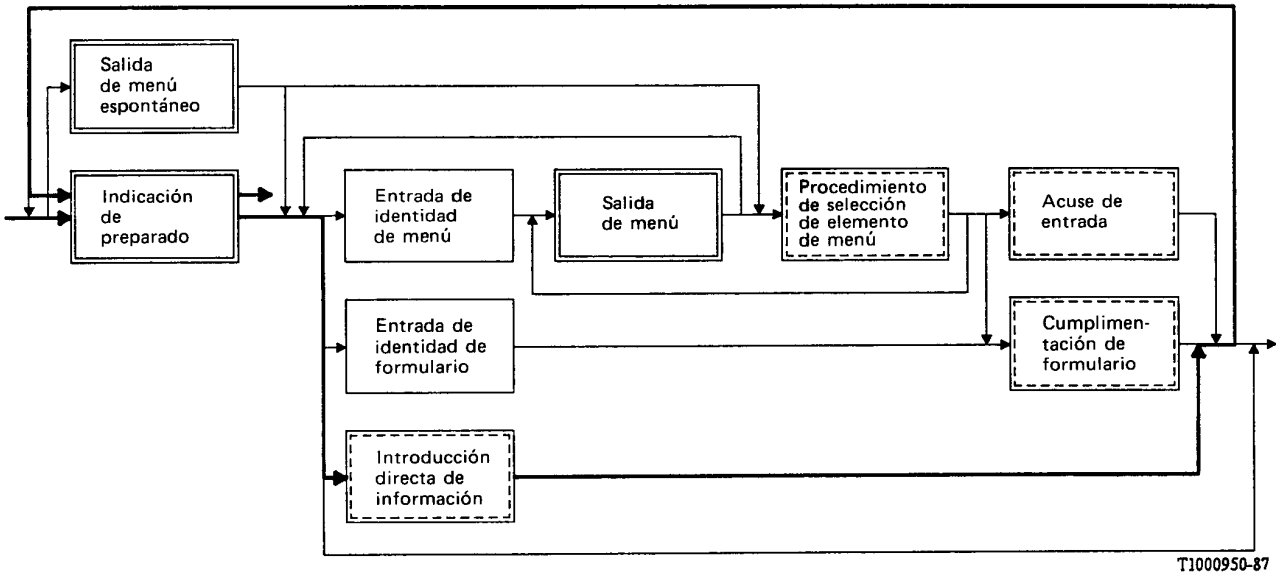 Salida
de menú
espontáneo
Indicación
de
preparado
Entrada de
identidad
de menú
Salida
de menú
Procedimiento
de selección
de elemento
de menú
Acuse de
entrada
Entrada de
identidad de
formulario
Cumplimen-
tación de
formulario
Introducción
directa de
información
T1000950-87